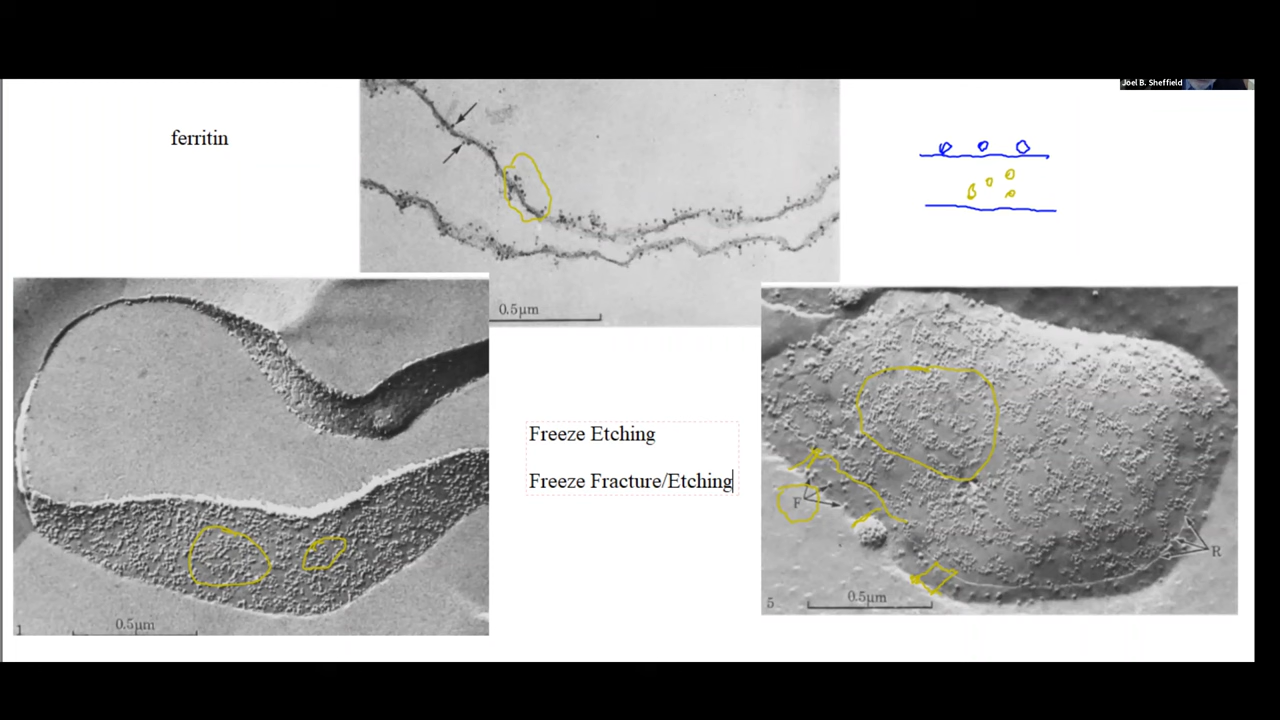 Joel B. Sheffield
ferritin
0.5μm
Freeze Etching
Freeze Fracture/Etching
F
R
1
0.5μm
5
0.5μm